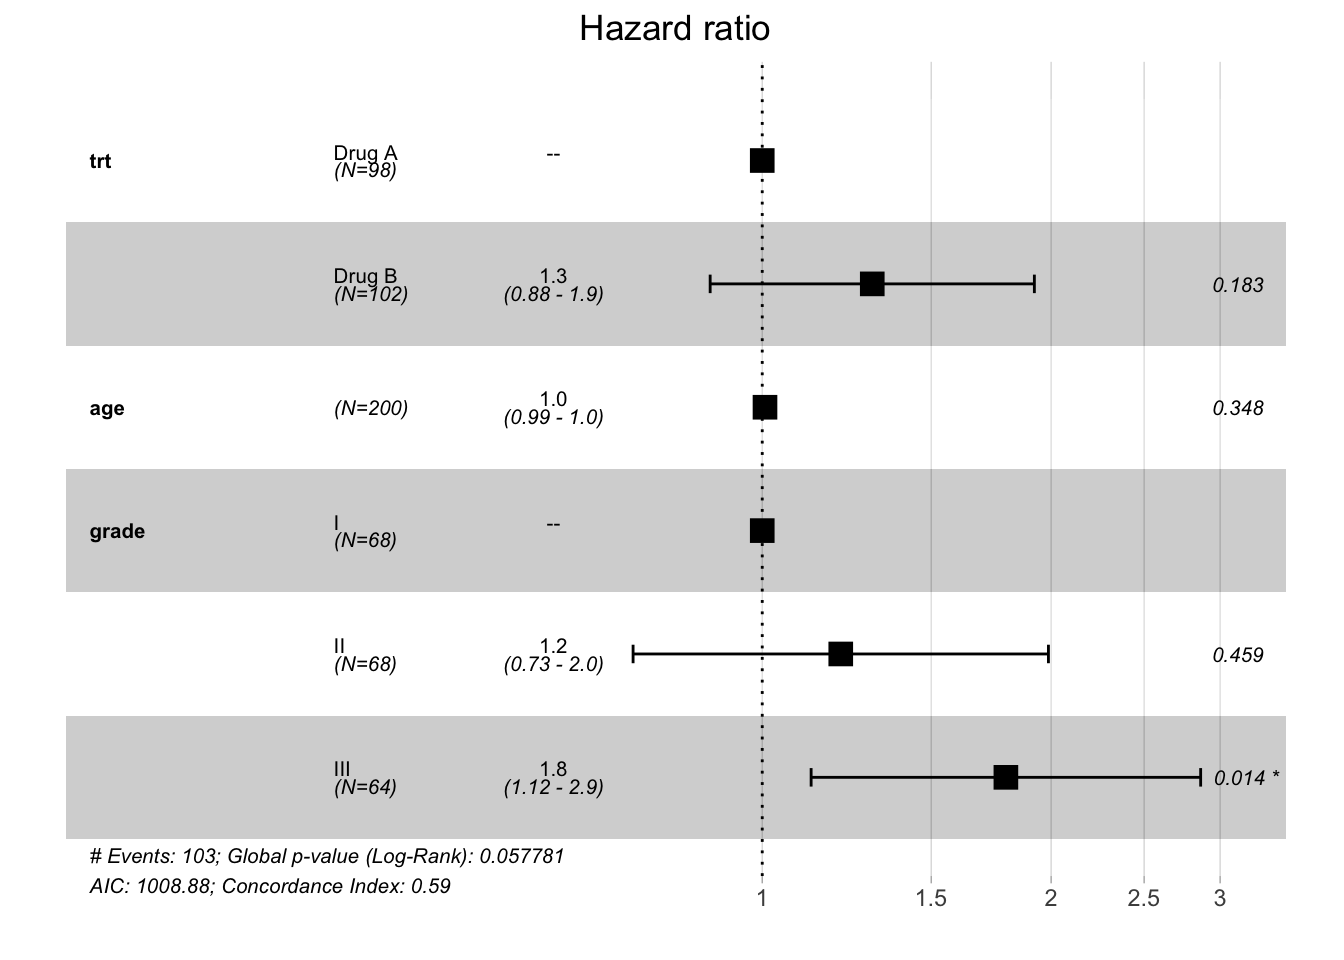 Hazard ratio
trt
Drug A
(N=98)
--
Drug B
(N=102)
1.3
(0.88 - 1.9)
0.183
age
(N=200)
1.0
(0.99 - 1.0)
0.348
grade
I
(N=68)
--
II
(N=68)
1.2
(0.73 - 2.0)
0.459
III
(N=64)
1.8
(1.12 - 2.9)
0.014 *
# Events: 103; Global p-value (Log-Rank): 0.057781
AIC: 1008.88; Concordance Index: 0.59
1 1.5 2 2.5 3